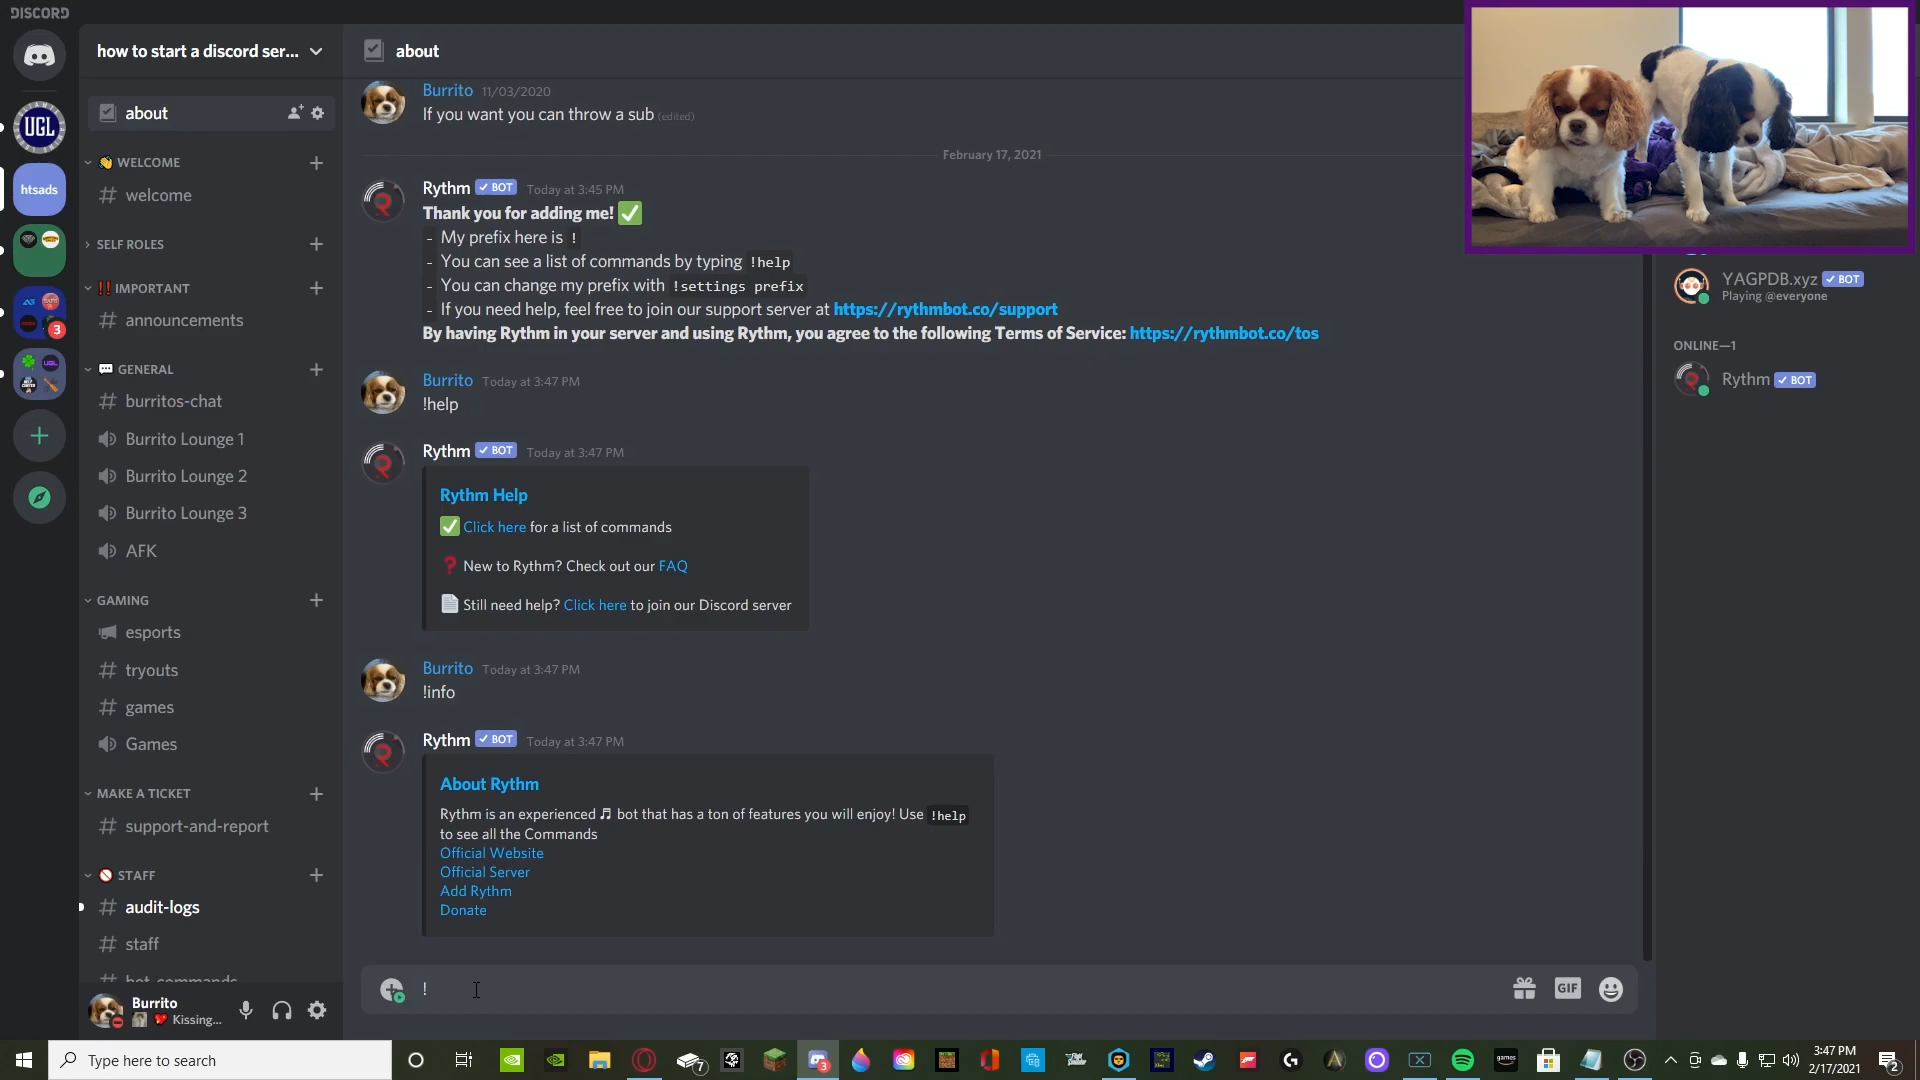 DISCORD
how to start a discord ser...
about
UGL
htsads
3
about
WELCOME
welcome
SELF ROLES
IMPORTANT
announcements
GENERAL
burritos-chat
Burrito Lounge 1
Burrito Lounge 2
Burrito Lounge 3
AFK
GAMING
esports
tryouts
games
Games
MAKE A TICKET
support-and-report
STAFF
audit-logs
staff
bot-commands
Burrito
Kissing...
Burrito 11/03/2020
If you want you can throw a sub (edited)
February 17, 2021
Rythm BOT Today at 3:45 PM
Thank you for adding me!
- My prefix here is !
- You can see a list of commands by typing !help
- You can change my prefix with !settings prefix
- If you need help, feel free to join our support server at https://rythmbot.co/support
By having Rythm in your server and using Rythm, you agree to the following Terms of Service: https://rythmbot.co/tos
Burrito Today at 3:47 PM
!help
Rythm BOT Today at 3:47 PM
Rythm Help
Click here for a list of commands
New to Rythm? Check out our FAQ
Still need help? Click here to join our Discord server
Burrito Today at 3:47 PM
!info
Rythm BOT Today at 3:47 PM
About Rythm
Rythm is an experienced 🎵 bot that has a ton of features you will enjoy! Use !help
to see all the Commands
Official Website
Official Server
Add Rythm
Donate
!
GIF
YAGPDB.xyz BOT
Playing @everyone
ONLINE—1
Rythm BOT
Type here to search
7
3
games
3:47 PM
2/17/2021
2